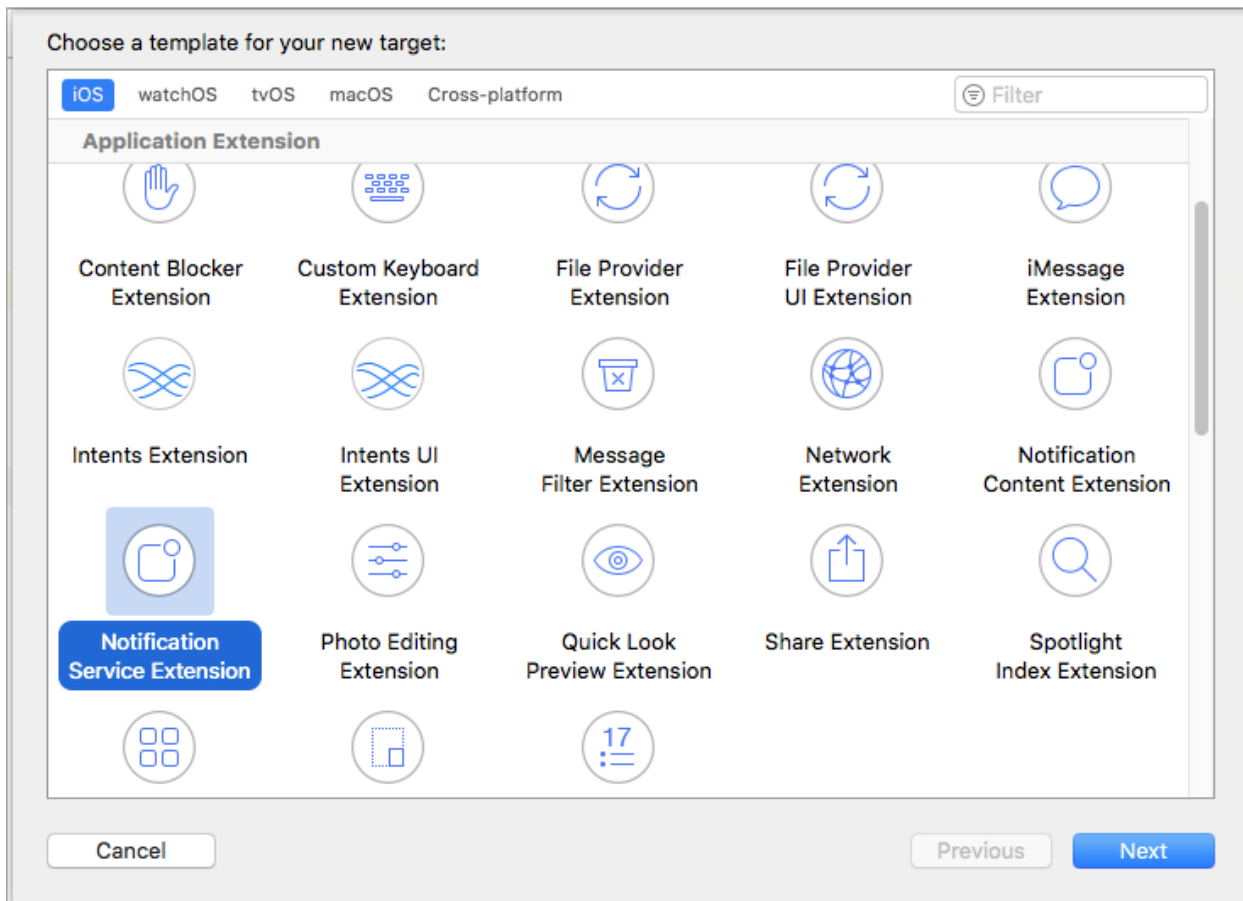 Choose a template for your new target:
iOS watchOS tvOS macOS Cross-platform Filter
Application Extension
Content Blocker Custom Keyboard File Provider File Provider iMessage
Extension Extension Extension UI Extension Extension
Intents Extension Intents UI Message Network Notification
Extension Filter Extension Extension Content Extension
Notification Photo Editing Quick Look Share Extension Spotlight
Service Extension Extension Preview Extension Index Extension
17
Cancel Previous Next